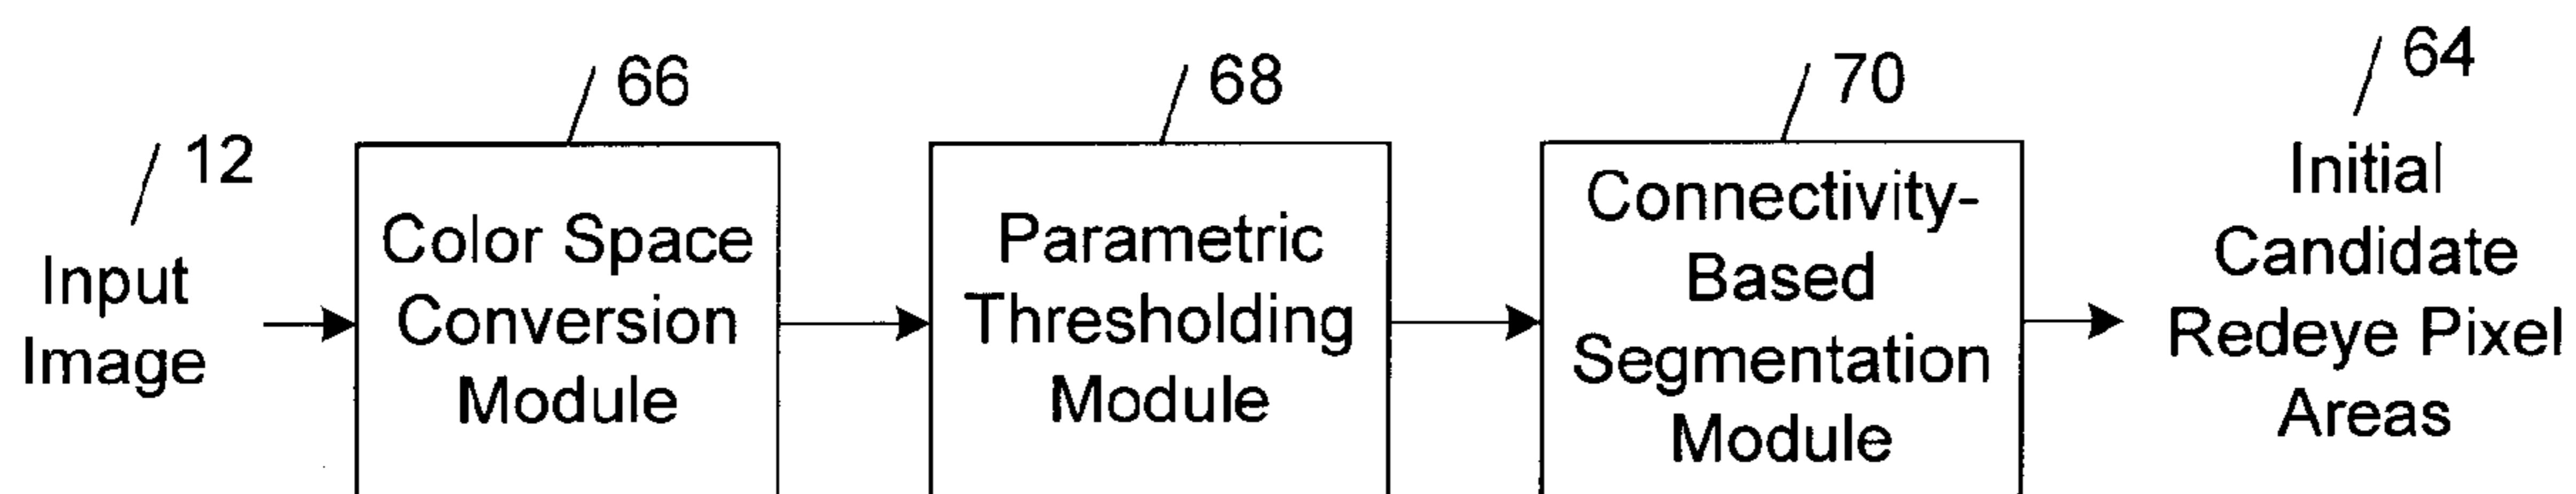 12
Input
Image
66
Color Space
Conversion
Module
68
Parametric
Thresholding
Module
70
Connectivity-
Based
Segmentation
Module
64
Initial
Candidate
Redeye Pixel
Areas